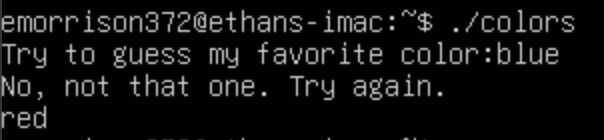 emorrison372@ethans-imac:~$ ./colors
Try to guess my favorite color:blue
No, not that one. Try again.
red